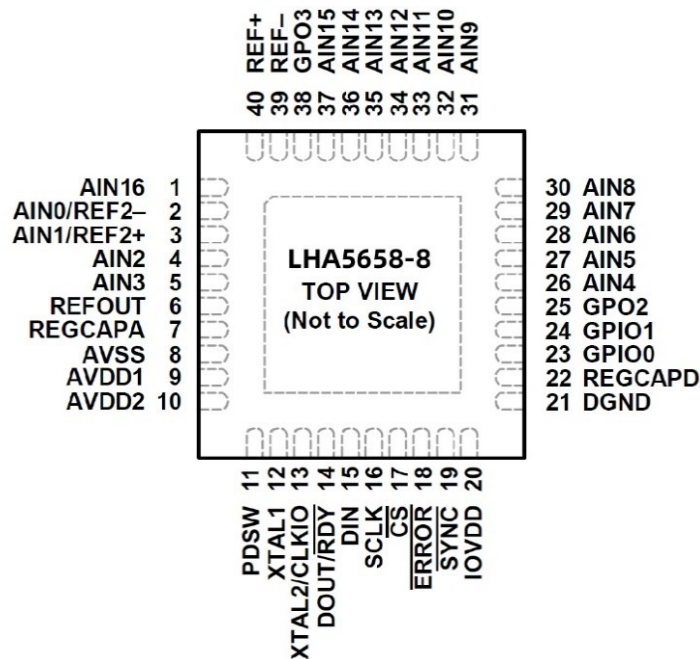 40 REF+
39 REF–
38 GPO3
37 AIN15
36 AIN14
35 AIN13
34 AIN12
33 AIN11
32 AIN10
31 AIN9
AIN16 1
AIN0/REF2– 2
AIN1/REF2+ 3
AIN2 4
AIN3 5
REFOUT 6
REGCAPA 7
AVSS 8
AVDD1 9
AVDD2 10
LHA5658-8
TOP VIEW
(Not to Scale)
30 AIN8
29 AIN7
28 AIN6
27 AIN5
26 AIN4
25 GPO2
24 GPIO1
23 GPIO0
22 REGCAPD
21 DGND
PDSW 11
XTAL1 12
XTAL2/CLKIO 13
DOUT/RDY 14
DIN 15
SCLK 16
CS 17
ERROR 18
SYNC 19
IOVDD 20